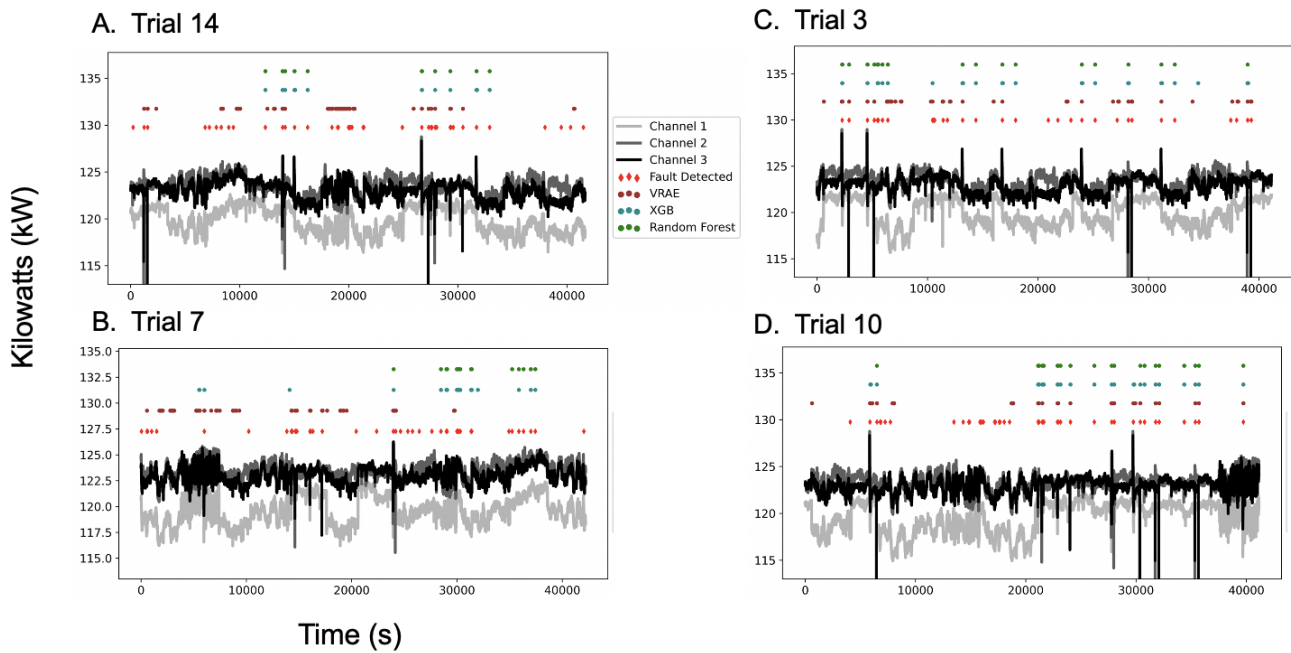 A. Trial 14
135
130
125
120
115
0 10000 20000 30000 40000
Channel 1
Channel 2
Channel 3
Fault Detected
VRAE
XGB
Random Forest
C. Trial 3
135
130
125
120
115
0 10000 20000 30000 40000
Kilowatts (kW)
B. Trial 7
135.0
132.5
130.0
127.5
125.0
122.5
120.0
117.5
115.0
0 10000 20000 30000 40000
D. Trial 10
135
130
125
120
115
0 10000 20000 30000 40000
Time (s)